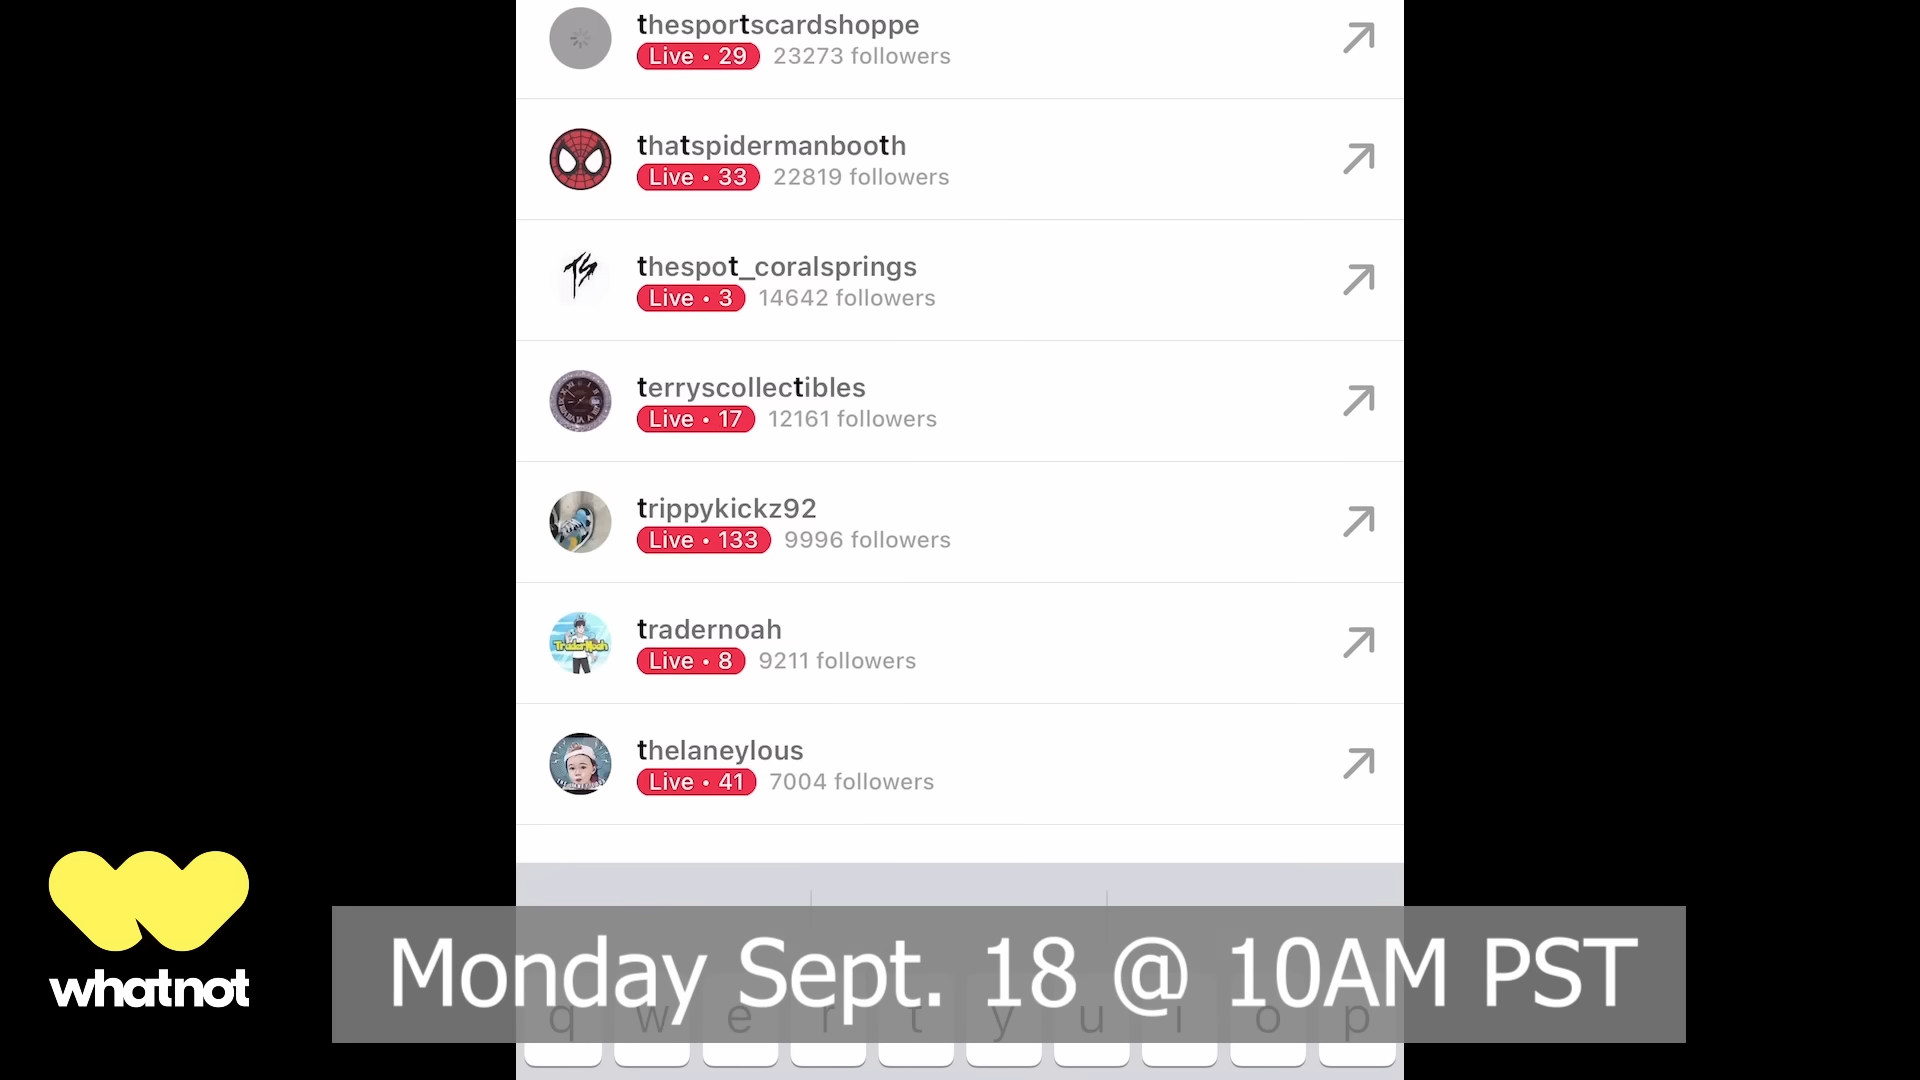 thesportscardshoppe
Live • 29 23273 followers
thatspidermanbooth
Live • 33 22819 followers
TS
thespot_coralsprings
Live • 3 14642 followers
terryscollectibles
Live • 17 12161 followers
trippykickz92
Live • 133 9996 followers
TraderNoah
tradernoah
Live • 8 9211 followers
thelaneylous
Live • 41 7004 followers
whatnot
Monday Sept. 18 @ 10AM PST
q w e r t y u i o p